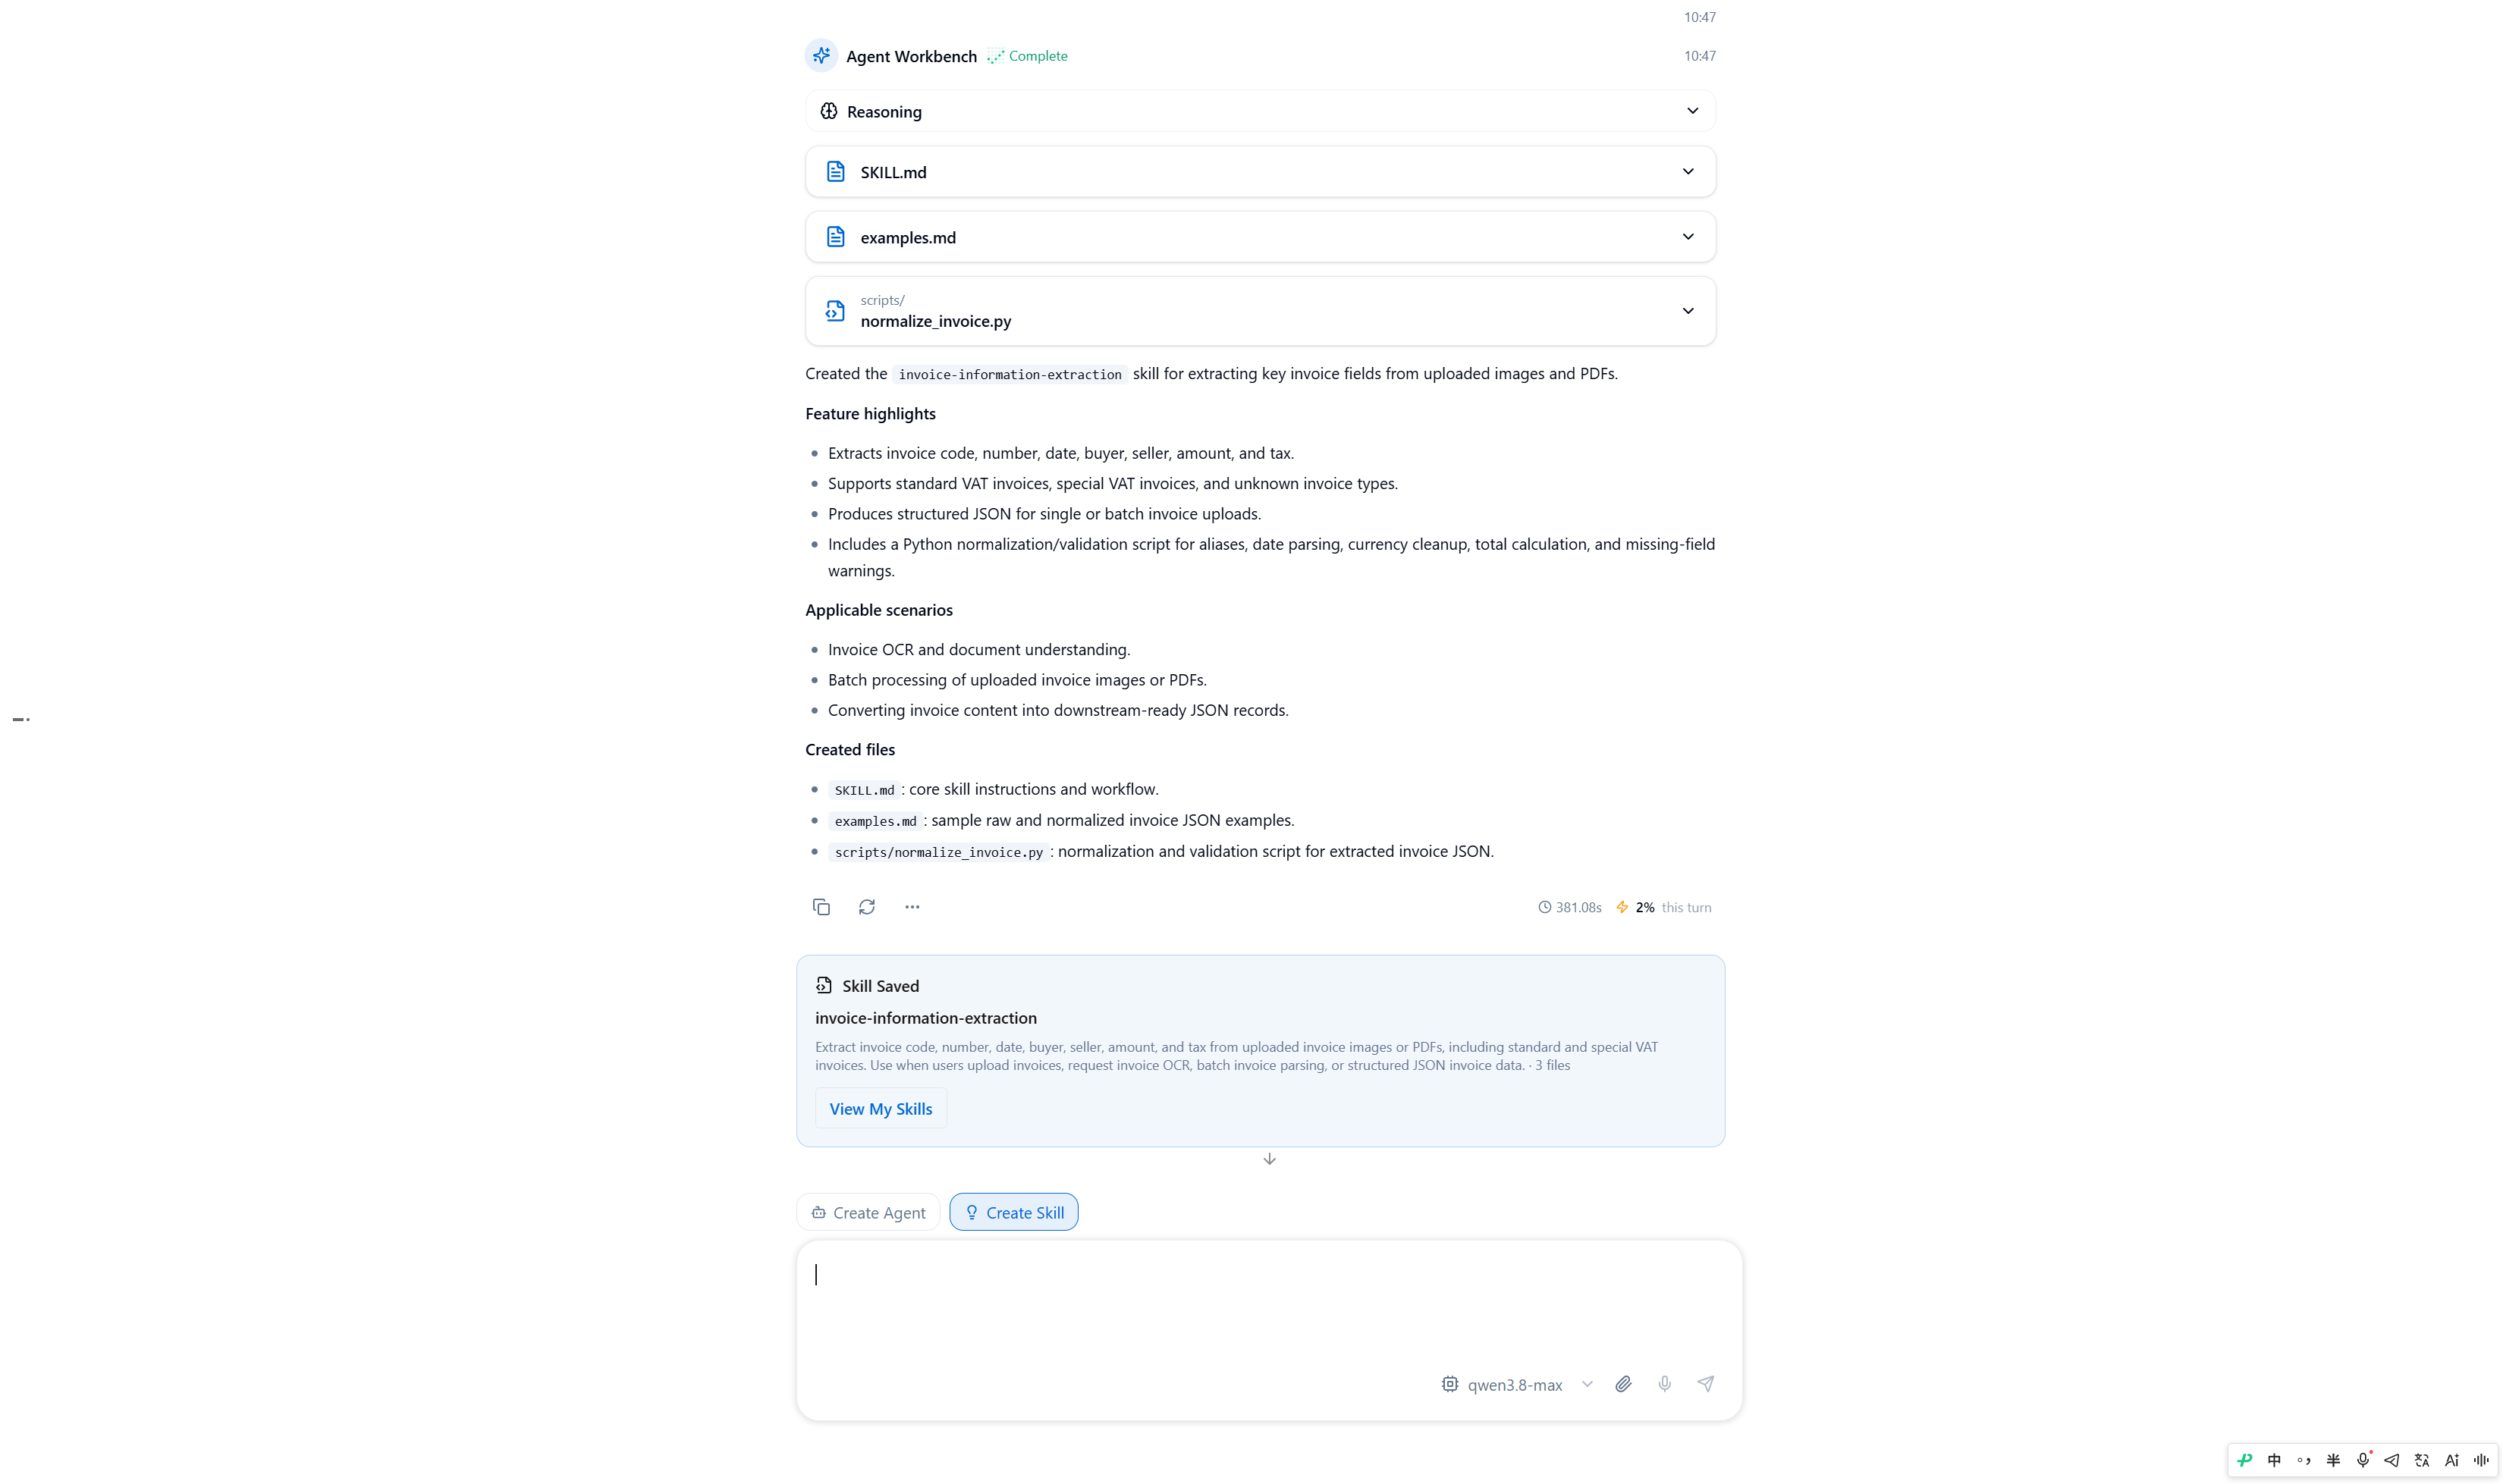 10:47
Agent Workbench Complete 10:47
Reasoning
SKILL.md
examples.md
scripts/
normalize_invoice.py
Created the invoice-information-extraction skill for extracting key invoice fields from uploaded images and PDFs.
Feature highlights
Extracts invoice code, number, date, buyer, seller, amount, and tax.
Supports standard VAT invoices, special VAT invoices, and unknown invoice types.
Produces structured JSON for single or batch invoice uploads.
Includes a Python normalization/validation script for aliases, date parsing, currency cleanup, total calculation, and missing-field
warnings.
Applicable scenarios
Invoice OCR and document understanding.
Batch processing of uploaded invoice images or PDFs.
Converting invoice content into downstream-ready JSON records.
Created files
SKILL.md : core skill instructions and workflow.
examples.md : sample raw and normalized invoice JSON examples.
scripts/normalize_invoice.py : normalization and validation script for extracted invoice JSON.
381.08s 2% this turn
Skill Saved
invoice-information-extraction
Extract invoice code, number, date, buyer, seller, amount, and tax from uploaded invoice images or PDFs, including standard and special VAT
invoices. Use when users upload invoices, request invoice OCR, batch invoice parsing, or structured JSON invoice data. · 3 files
View My Skills
Create Agent Create Skill
qwen3.8-max
中 半